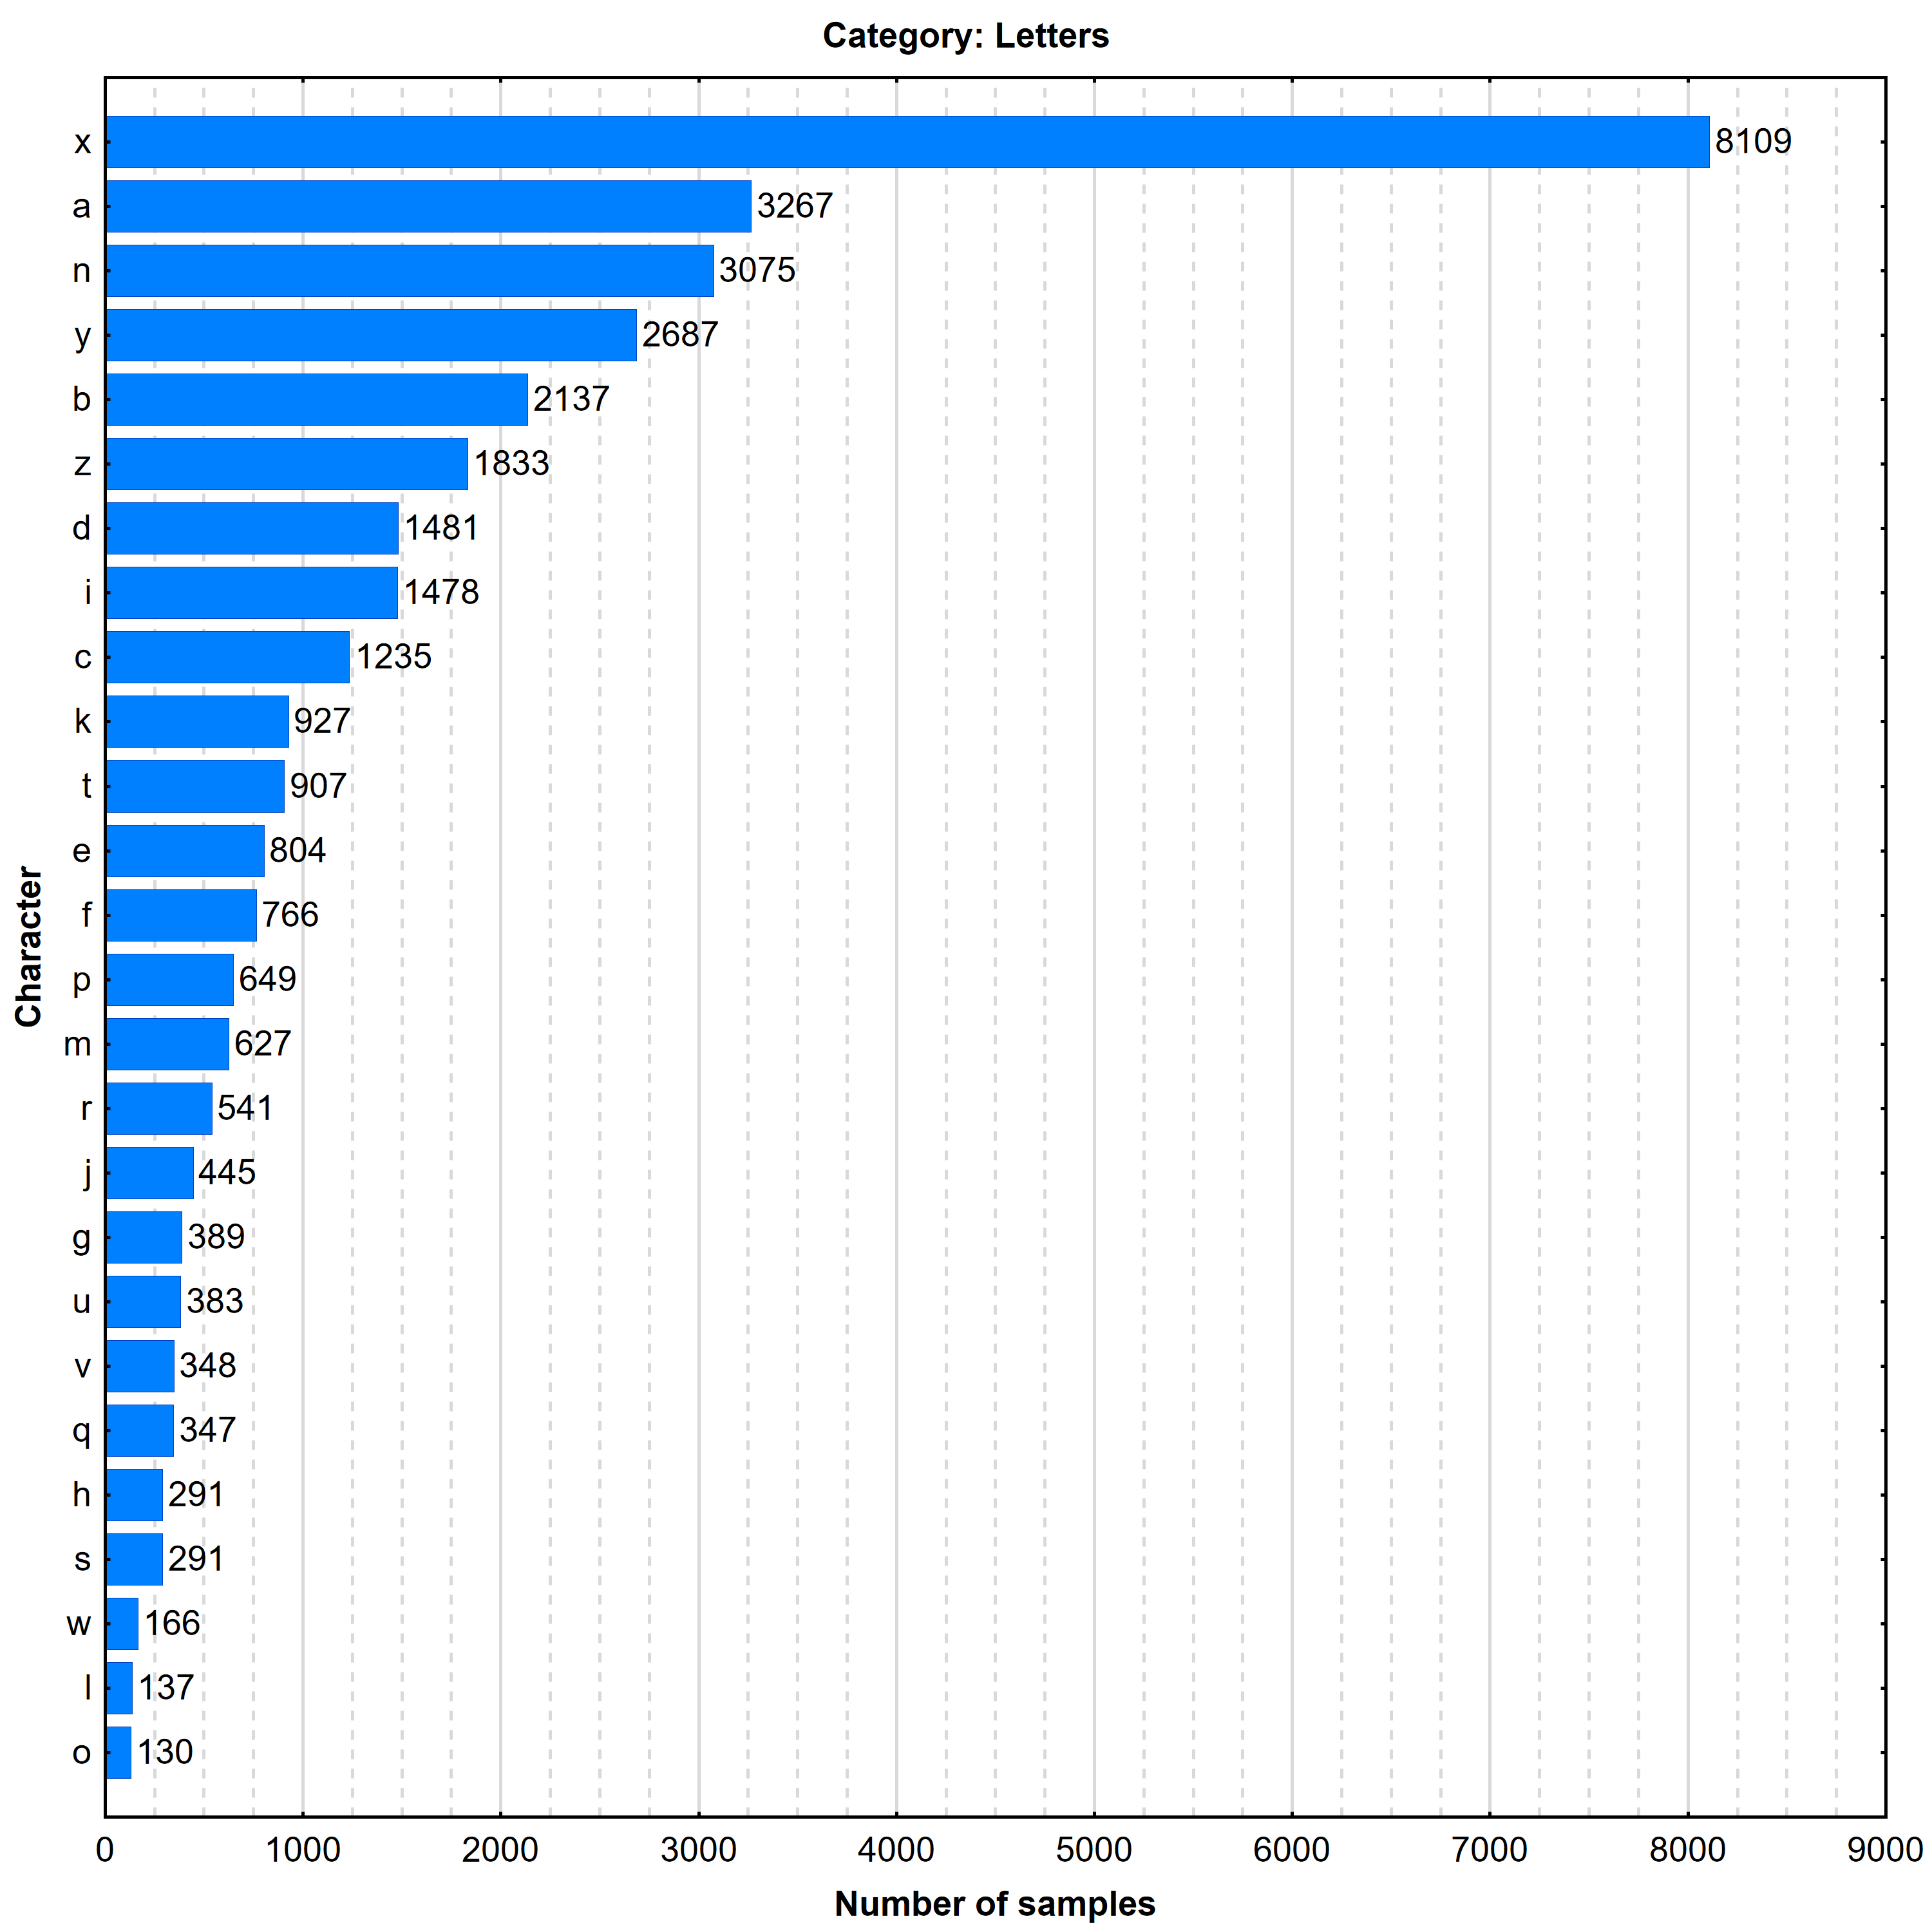 Category: Letters
x 8109
a 3267
n 3075
y 2687
b 2137
z 1833
d 1481
i 1478
c 1235
k 927
t 907
e 804
f 766
p 649
m 627
r 541
j 445
g 389
u 383
v 348
q 347
h 291
s 291
w 166
l 137
o 130
Character
0 1000 2000 3000 4000 5000 6000 7000 8000 9000
Number of samples